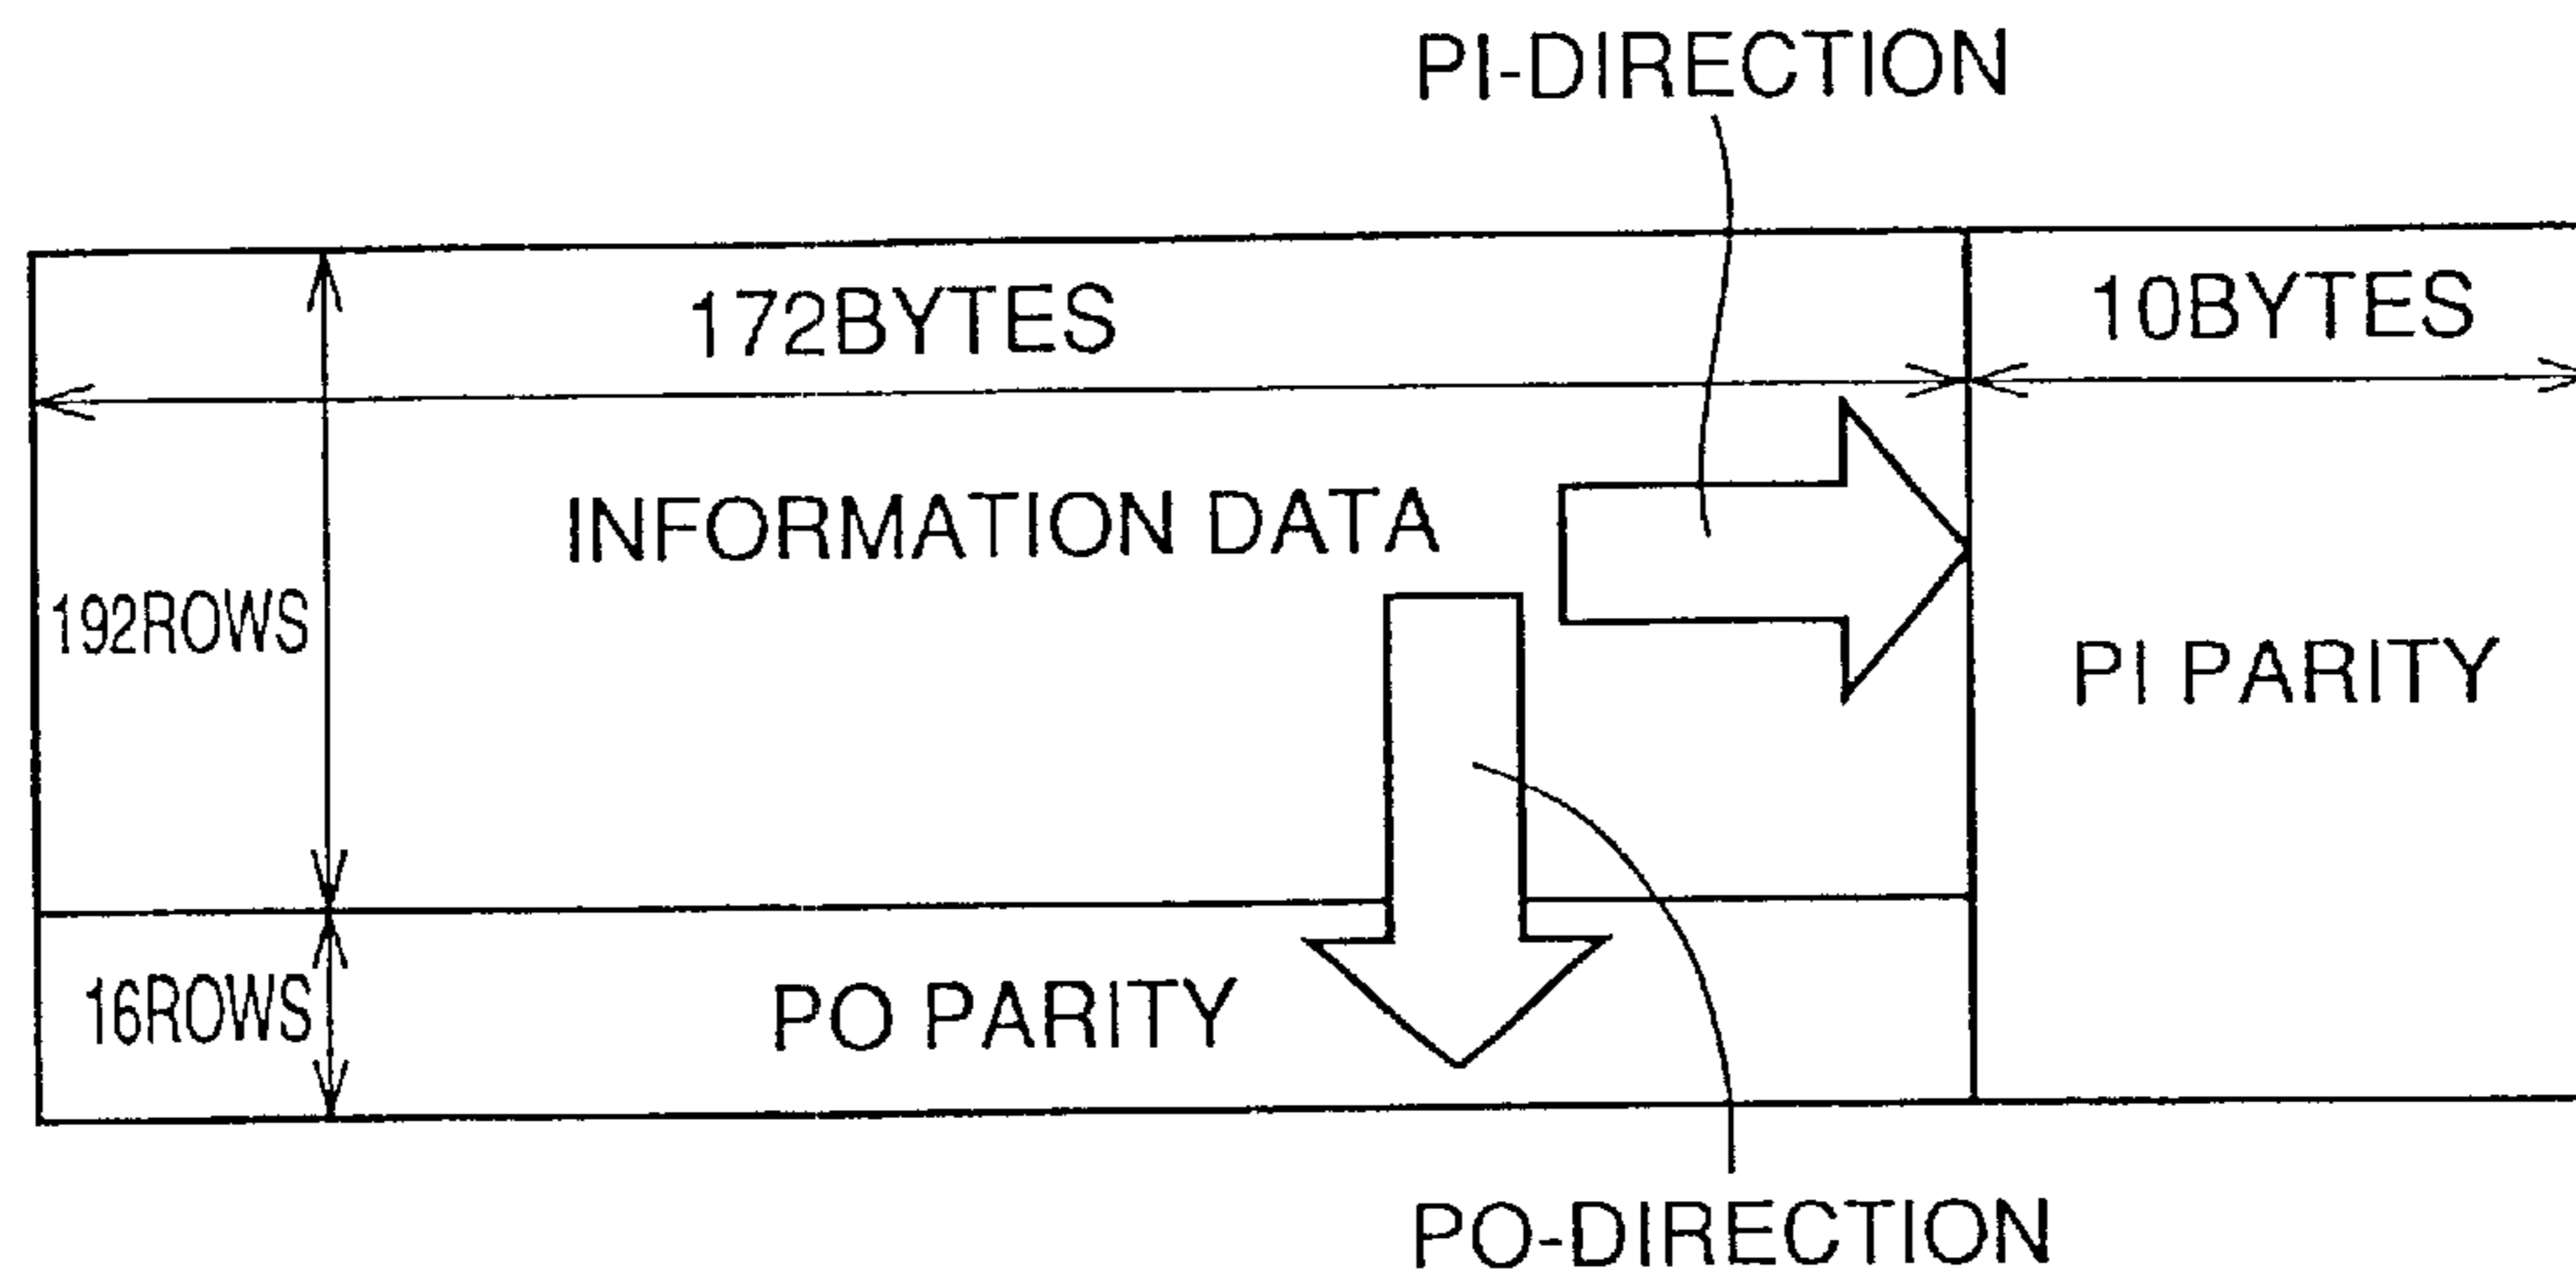 PI-DIRECTION
172BYTES
10BYTES
INFORMATION DATA
192ROWS
PI PARITY
16ROWS
PO PARITY
PO-DIRECTION